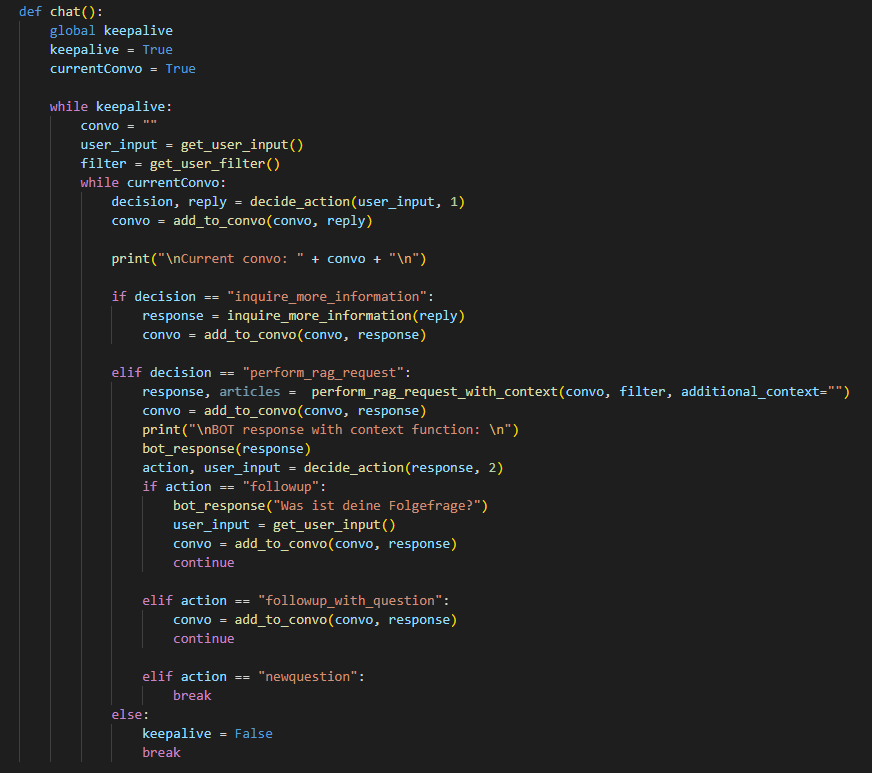 def chat():
    global keepalive
    keepalive = True
    currentConvo = True

    while keepalive:
        convo = ""
        user_input = get_user_input()
        filter = get_user_filter()
        while currentConvo:
            decision, reply = decide_action(user_input, 1)
            convo = add_to_convo(convo, reply)

            print("\nCurrent convo: " + convo + "\n")

            if decision == "inquire_more_information":
                response = inquire_more_information(reply)
                convo = add_to_convo(convo, response)

            elif decision == "perform_rag_request":
                response, articles =  perform_rag_request_with_context(convo, filter, additional_context="")
                convo = add_to_convo(convo, response)
                print("\nBOT response with context function: \n")
                bot_response(response)
                action, user_input = decide_action(response, 2)
                if action == "followup":
                    bot_response("Was ist deine Folgefrage?")
                    user_input = get_user_input()
                    convo = add_to_convo(convo, response)
                    continue

                elif action == "followup_with_question":
                    convo = add_to_convo(convo, response)
                    continue

                elif action == "newquestion":
                    break
            else:
                keepalive = False
                break